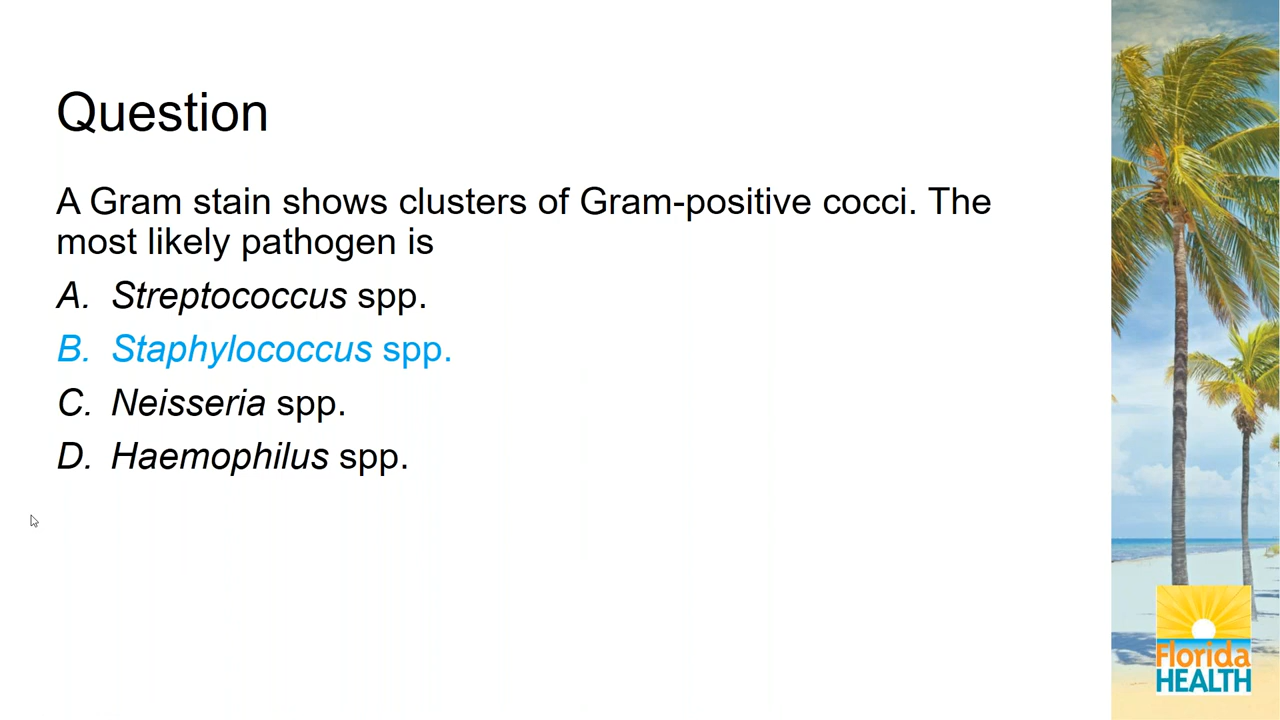 Question
A Gram stain shows clusters of Gram-positive cocci. The
most likely pathogen is
A. Streptococcus spp.
B. Staphylococcus spp.
C. Neisseria spp.
D. Haemophilus spp.
Florida
HEALTH